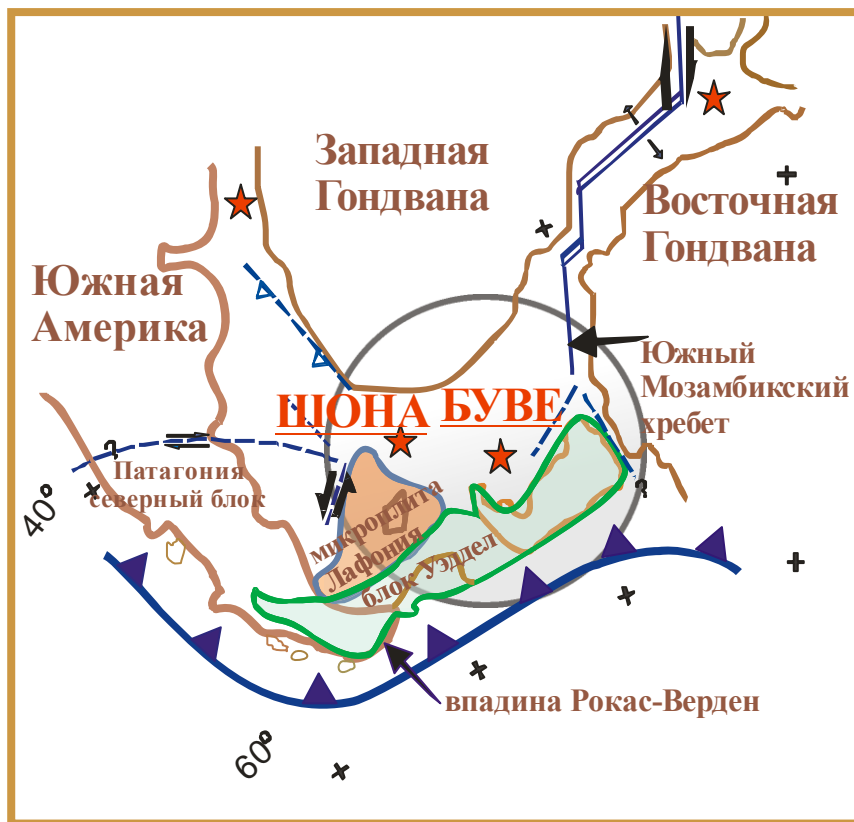 Западная
Гондвана
Восточная
Гондвана
Южная
Америка
Южный
Мозамбикский
хребет
ШОНА БУВЕ
?
Патагония
северный блок
?
40°
микроплита
Лафония
блок Уэддел
впадина Рокас-Верден
60°